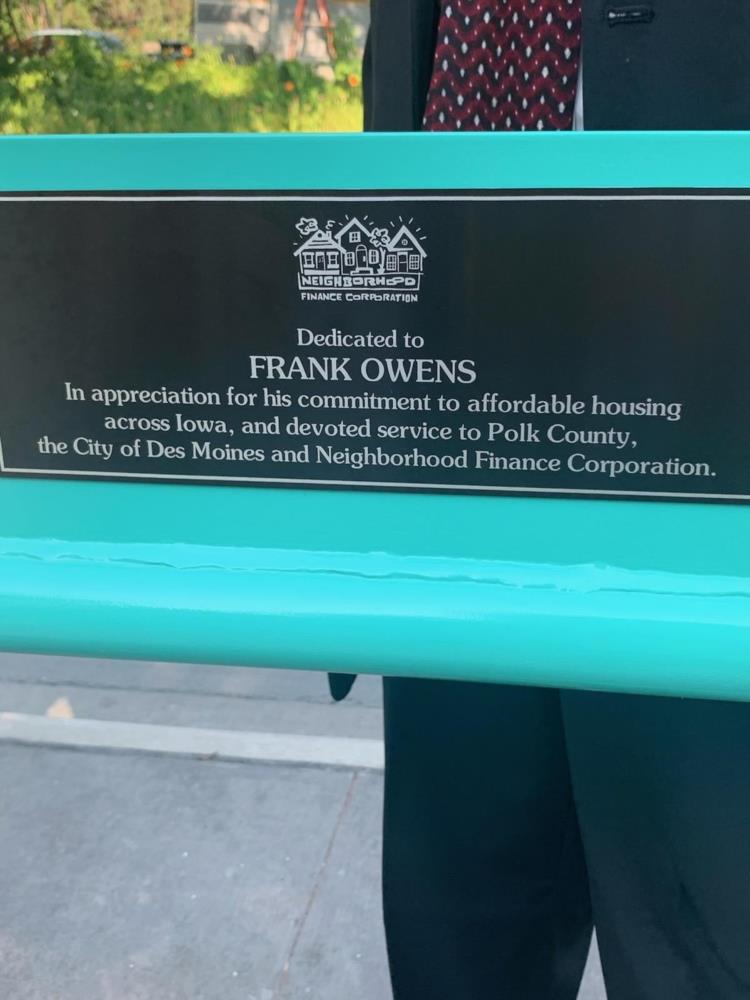 NEIGHBORHOOD
FINANCE CORPORATION
Dedicated to
FRANK OWENS
In appreciation for his commitment to affordable housing
across Iowa, and devoted service to Polk County,
the City of Des Moines and Neighborhood Finance Corporation.